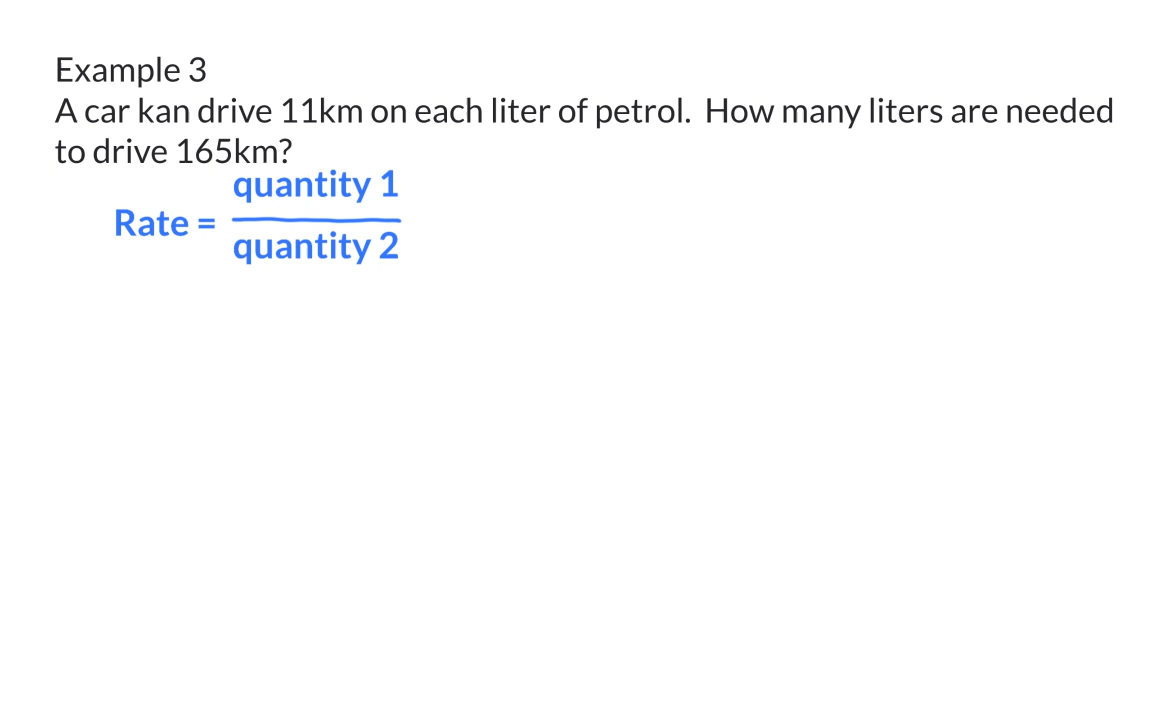 Example 3
A car kan drive 11km on each liter of petrol.  How many liters are needed
to drive 165km?
quantity 1
Rate =
quantity 2